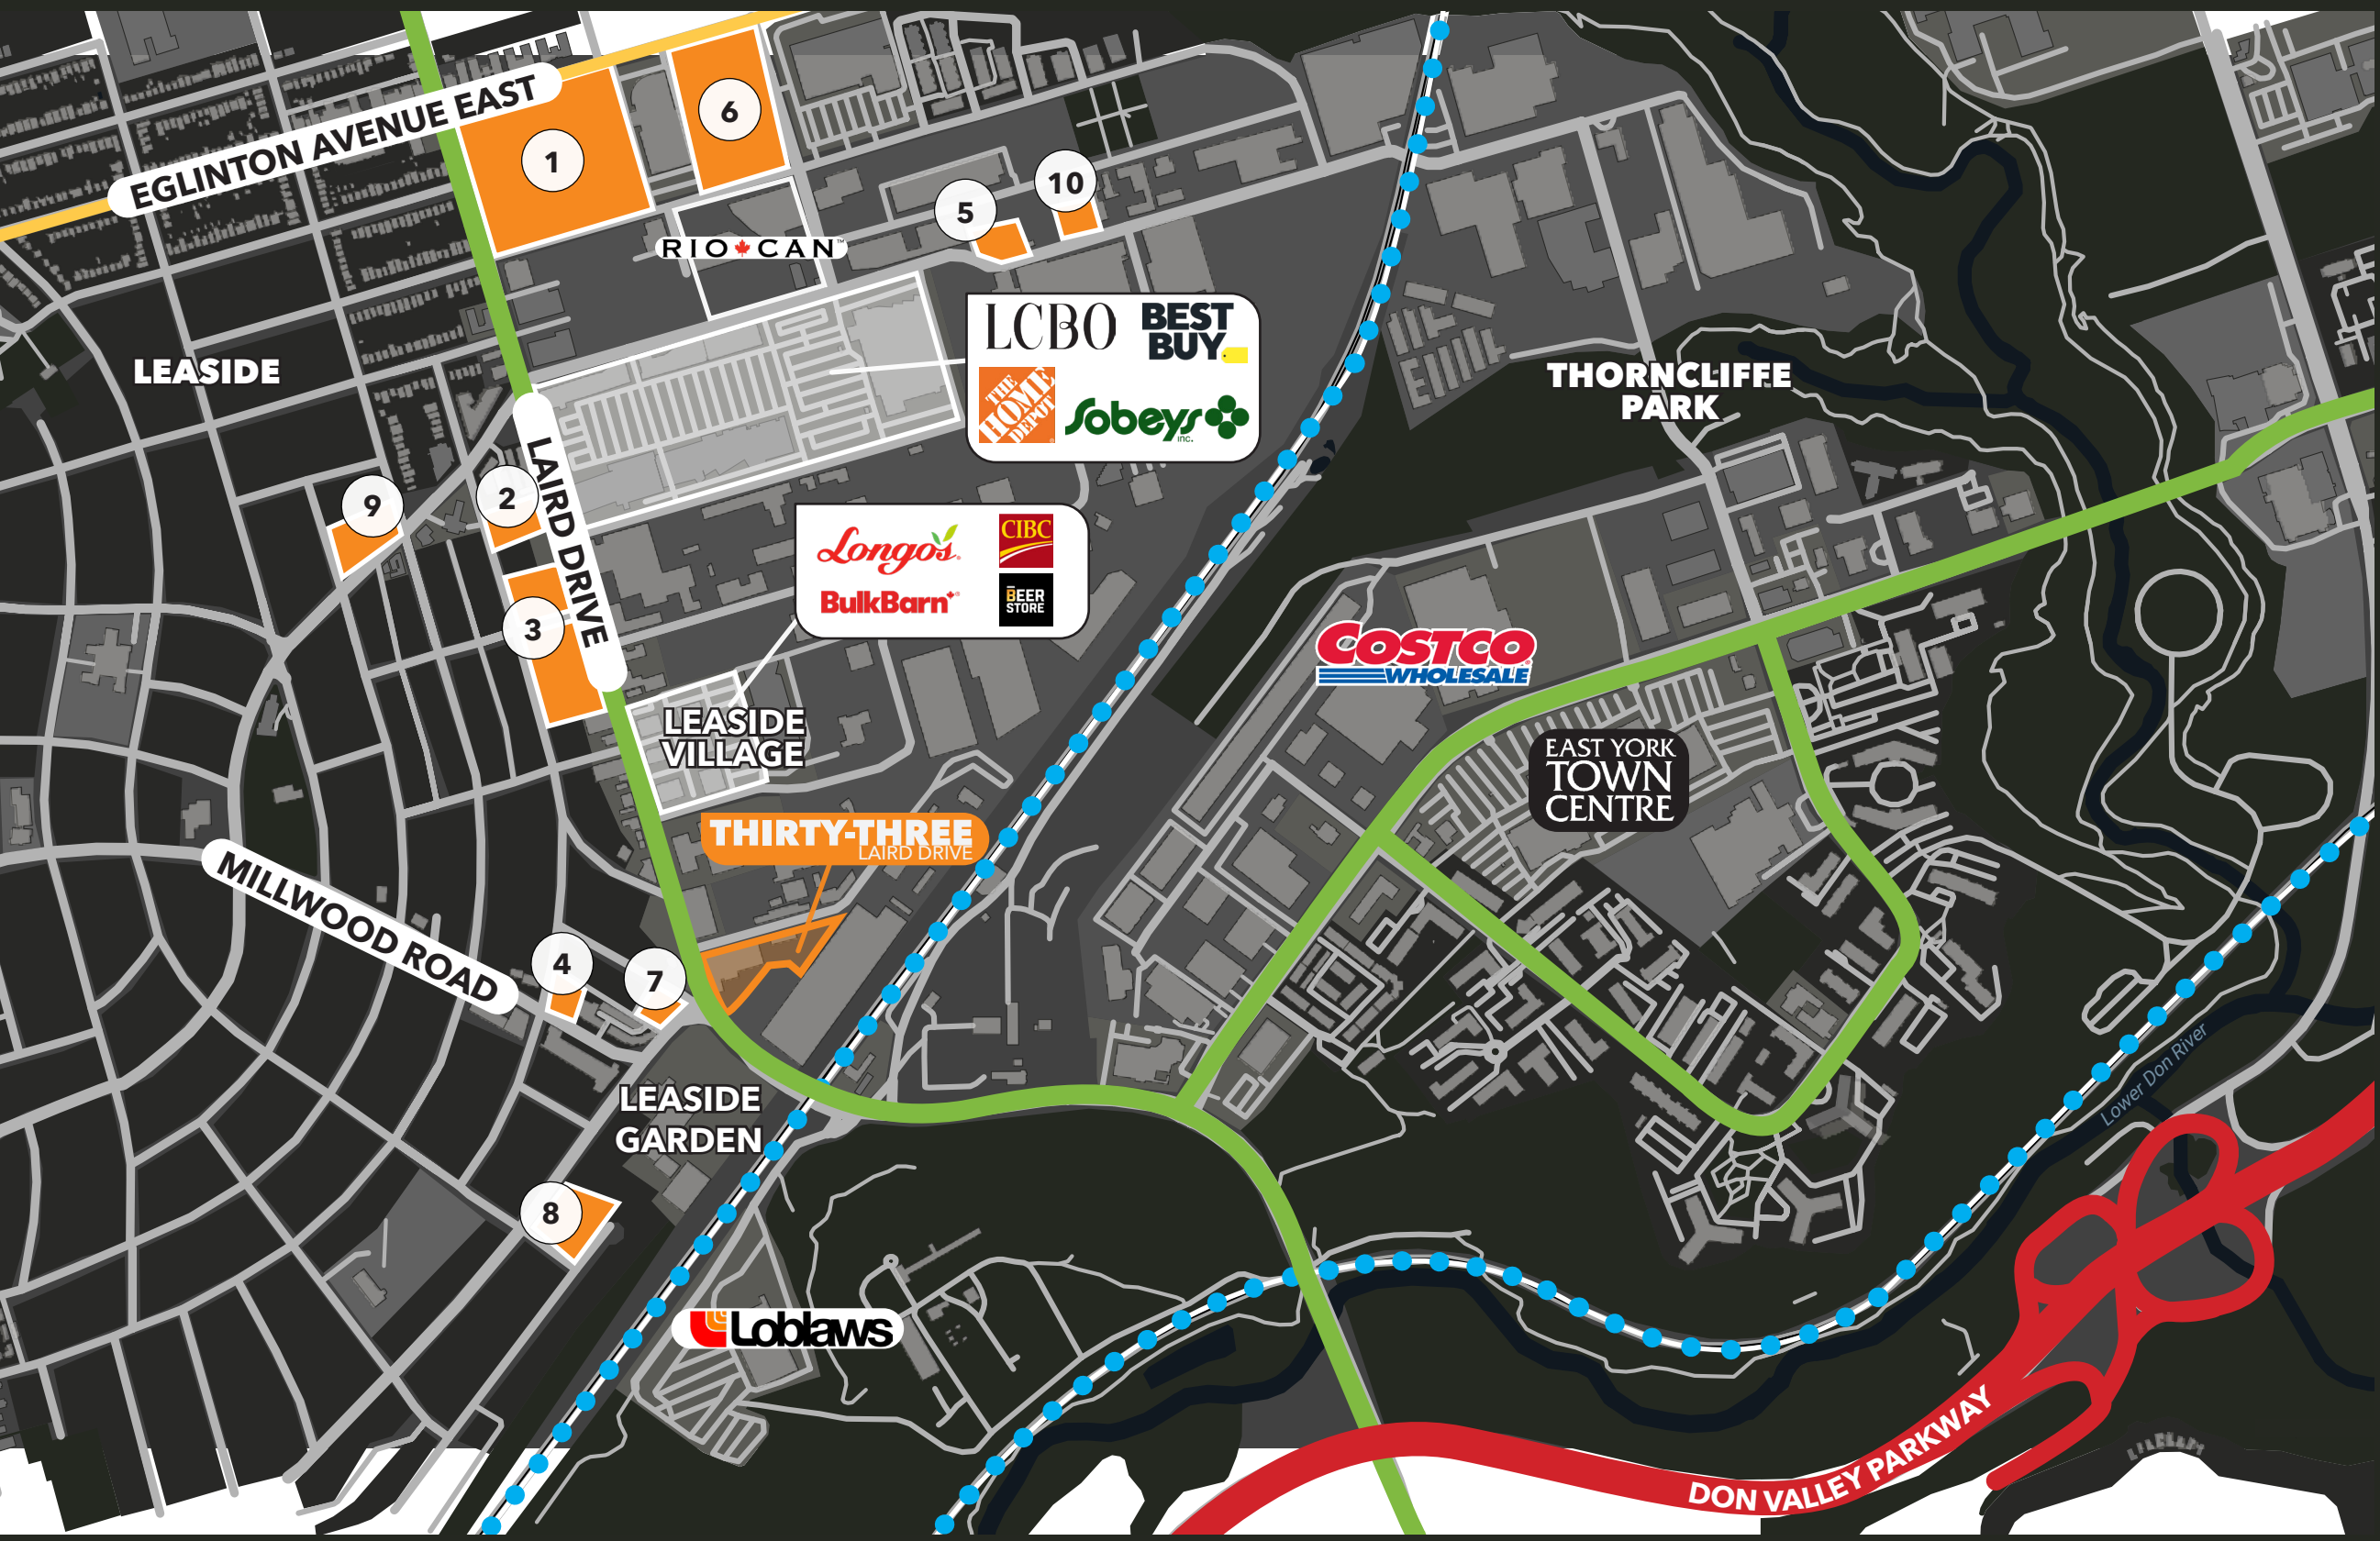 EGLINTON AVENUE EAST
1
6
5
10
RIO CAN™
LEASIDE
LCBO
BEST
BUY
THE
HOME
DEPOT
Sobeys
inc.
THORNCLIFFE
PARK
LAIRD DRIVE
9
2
3
Longo's
CIBC
BulkBarn
BEER
STORE
COSTCO
WHOLESALE
LEASIDE
VILLAGE
EAST YORK
TOWN
CENTRE
THIRTY-THREE
LAIRD DRIVE
MILLWOOD ROAD
4
7
LEASIDE
GARDEN
8
Lower Don River
Loblaws
DON VALLEY PARKWAY